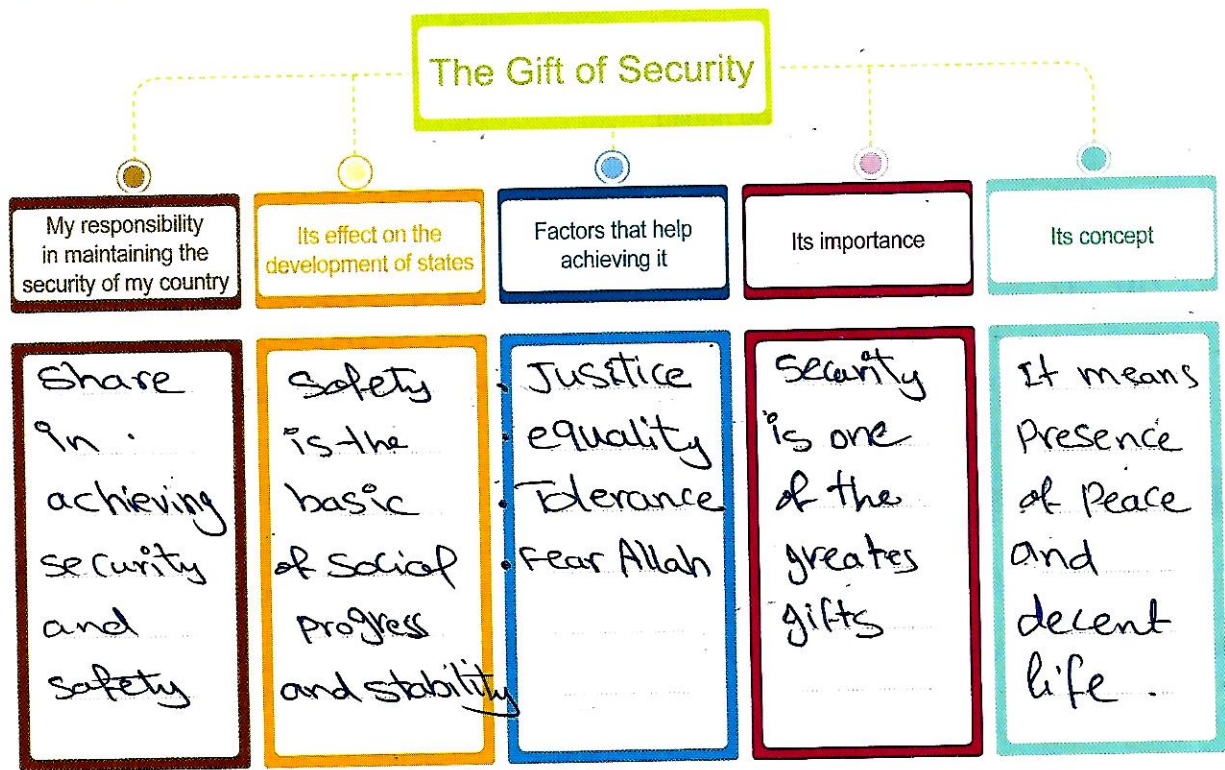 The Gift of Security
My responsibility
in maintaining the
security of my country
Its effect on the
development of states
Factors that help
achieving it
Its importance
Its concept
Share
in .
achieving
security
and
safety
Safety
is the
basic
of social
progress
and stability
• Jusitice
• equality
• Tolerance
• Fear Allah
Security
is one
of the
greates
gifts
It means
Presence
of Peace
and
decent
life .